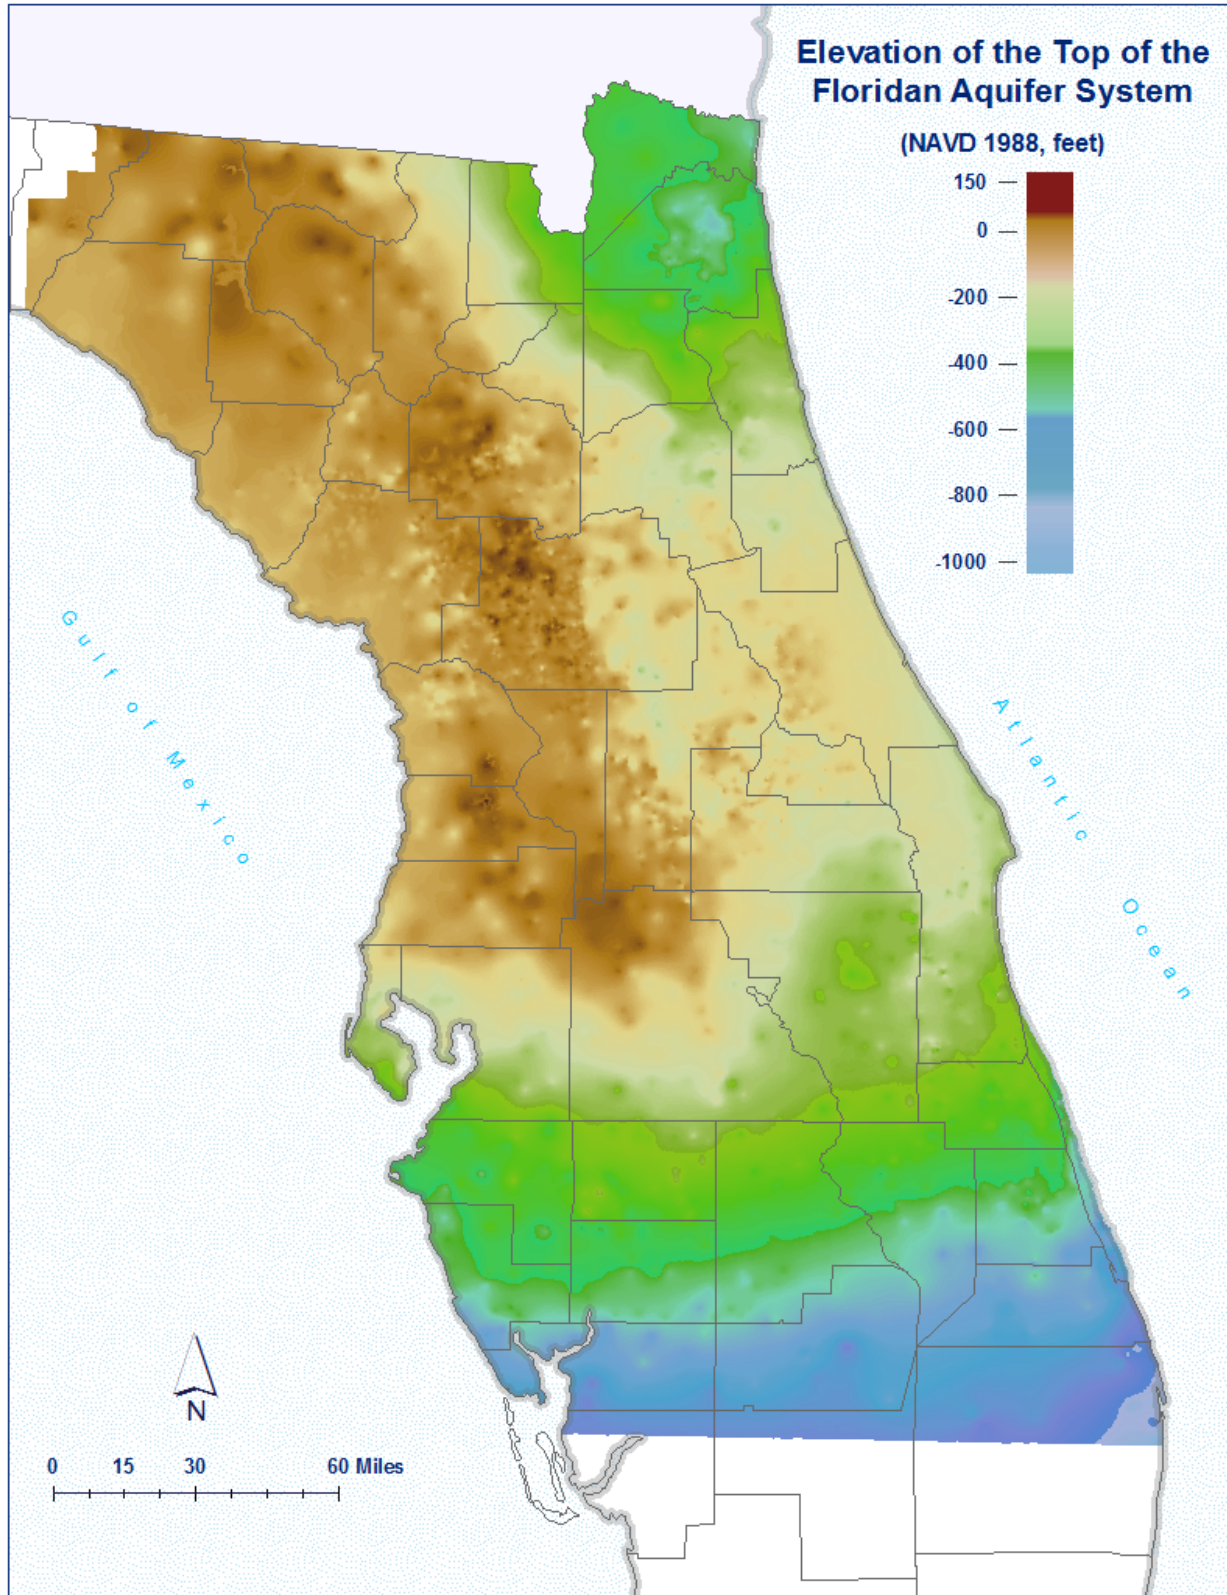 Elevation of the Top of the
Floridan Aquifer System
(NAVD 1988, feet)
150
0
-200
-400
-600
-800
-1000
Gulf of Mexico
Atlantic Ocean
N
0 15 30 60 Miles